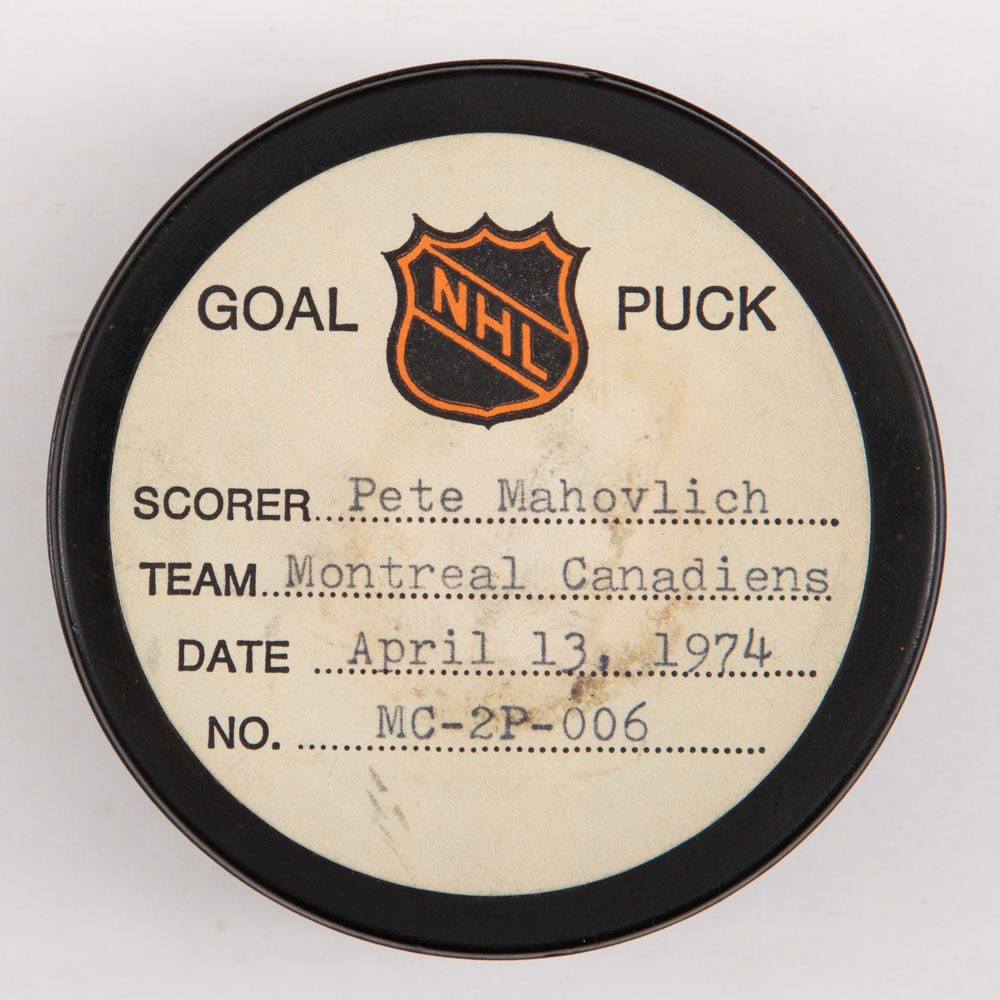 GOAL NHL PUCK
SCORER Pete Mahovlich
TEAM Montreal Canadiens
DATE April 13, 1974
NO. MC-2P-006